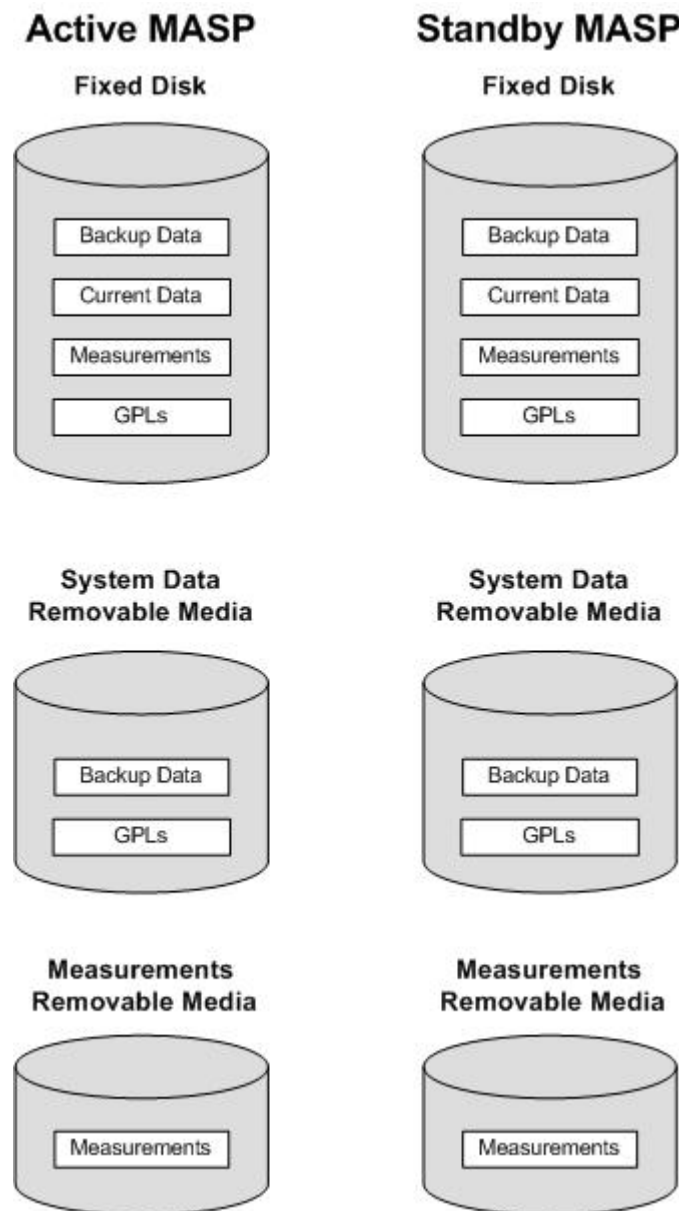 Active MASP
Standby MASP
Fixed Disk
Fixed Disk
Backup Data
Backup Data
Current Data
Current Data
Measurements
Measurements
GPLs
GPLs
System Data
Removable Media
System Data
Removable Media
Backup Data
Backup Data
GPLs
GPLs
Measurements
Removable Media
Measurements
Removable Media
Measurements
Measurements